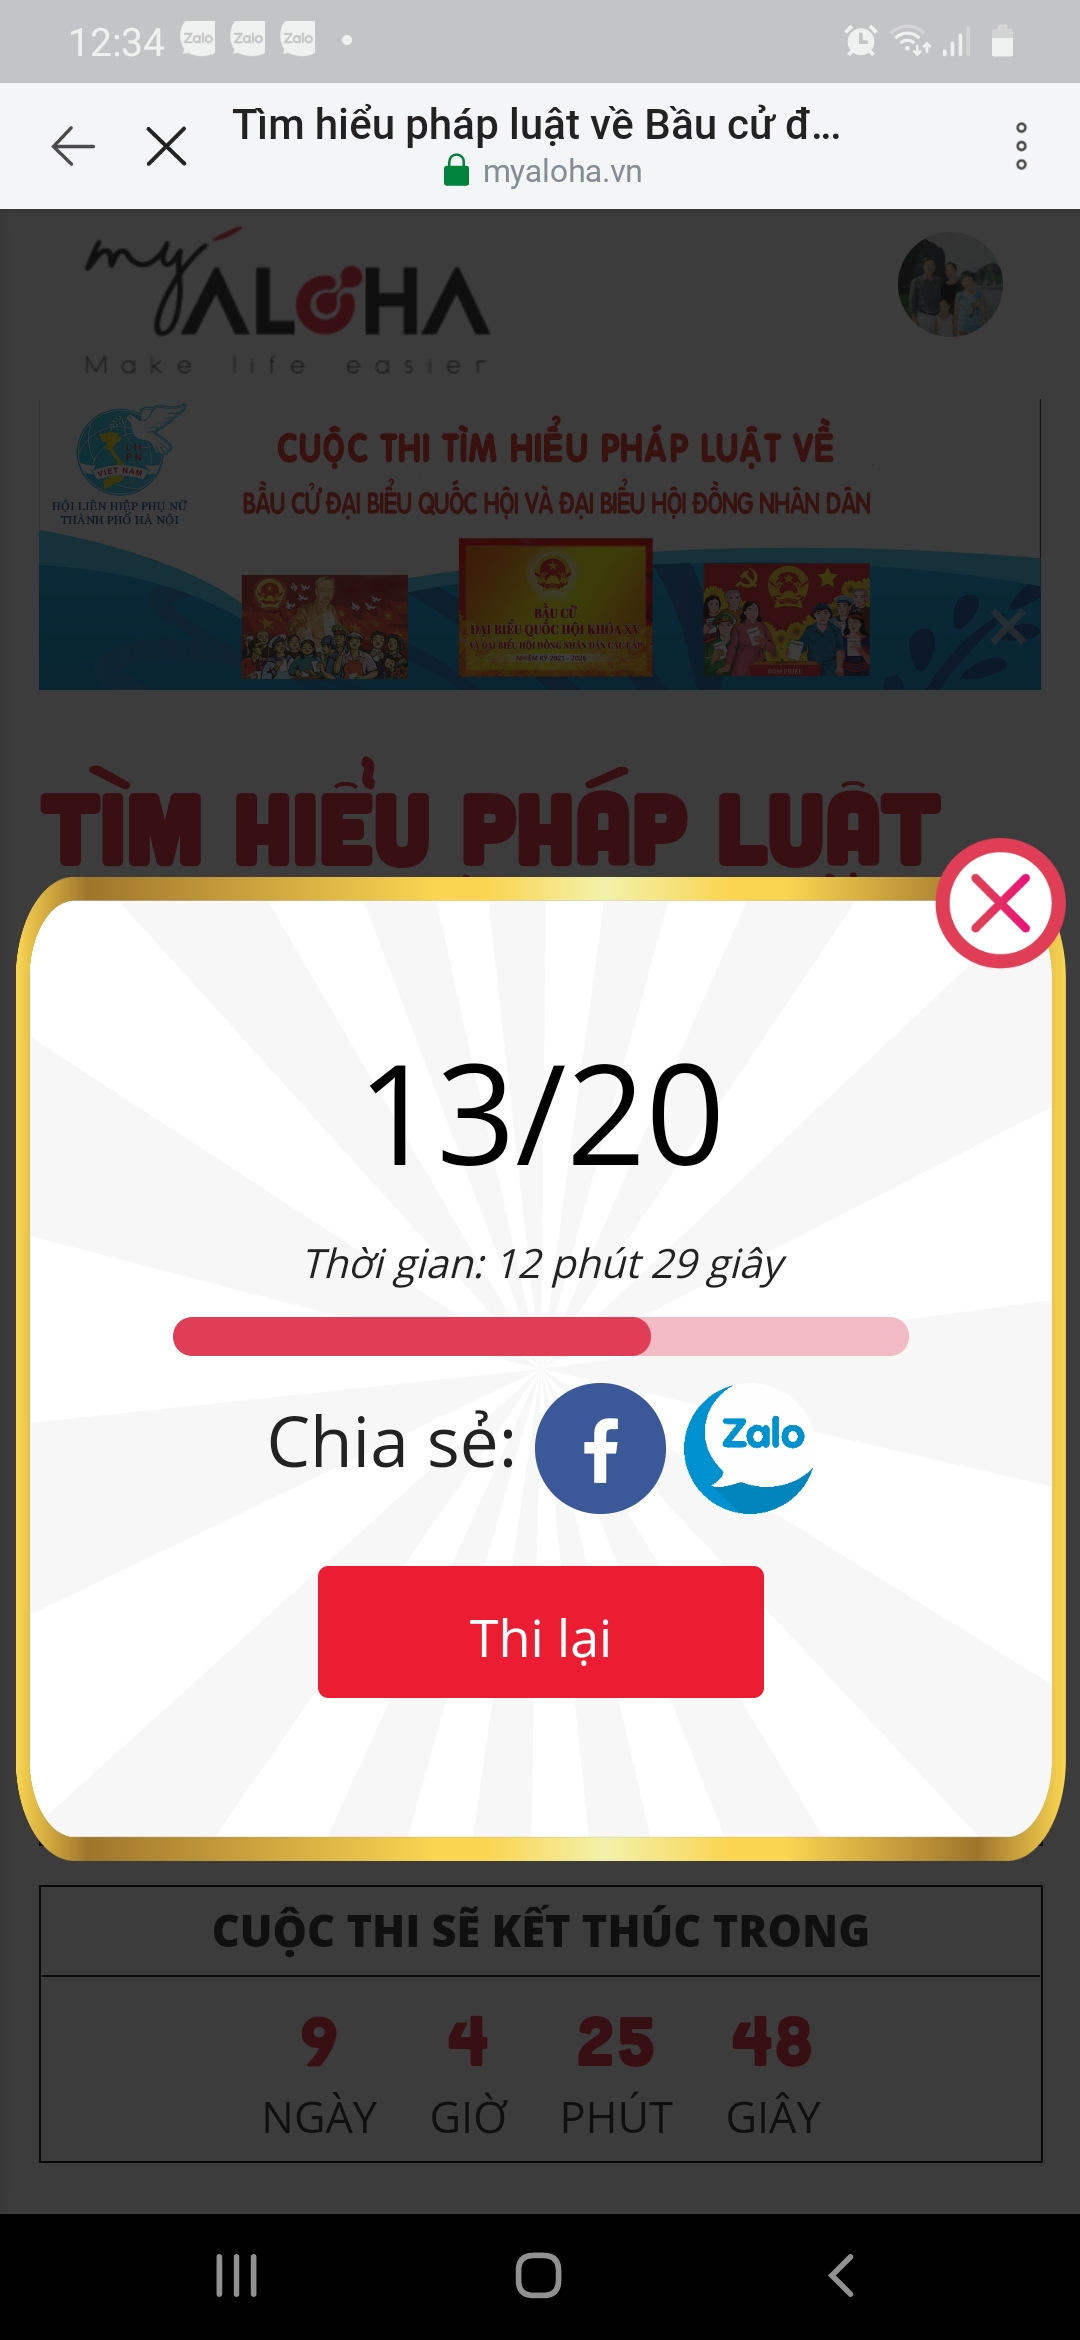 12:34
Zalo Zalo Zalo
Tìm hiểu pháp luật về Bầu cử đ...
myaloha.vn
my ALOHA
Make life easier
LH
PN
VIỆT NAM
HỘI LIÊN HIỆP PHỤ NỮ
THÀNH PHỐ HÀ NỘI
CUỘC THI TÌM HIỂU PHÁP LUẬT VỀ
BẦU CỬ ĐẠI BIỂU QUỐC HỘI VÀ ĐẠI BIỂU HỘI ĐỒNG NHÂN DÂN
BẦU CỬ
ĐẠI BIỂU QUỐC HỘI KHÓA XV
VÀ ĐẠI BIỂU HỘI ĐỒNG NHÂN DÂN CÁC CẤP
NHIỆM KỲ 2021 - 2026
TÌM HIỂU PHÁP LUẬT
13/20
Thời gian: 12 phút 29 giây
Chia sẻ:
f
Zalo
Thi lại
CUỘC THI SẼ KẾT THÚC TRONG
9 4 25 48
NGÀY GIỜ PHÚT GIÂY